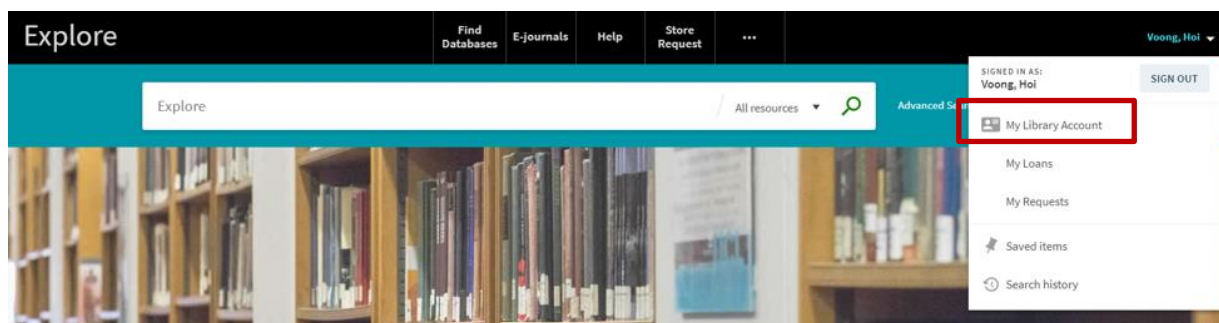 Explore
Find
Databases
E-journals
Help
Store
Request
...
Voong, Hoi
SIGNED IN AS:
Voong, Hoi
SIGN OUT
Explore
All resources
Advanced
My Library Account
My Loans
My Requests
Saved items
Search history